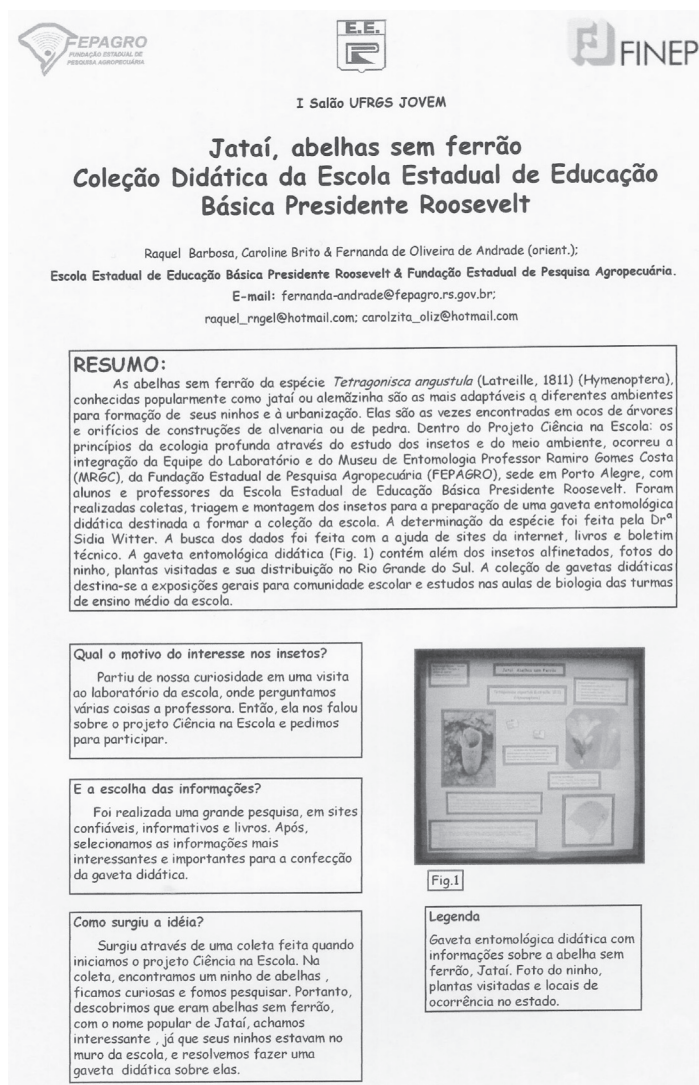 FEPAGRO
FUNDAÇÃO ESTADUAL DE
PESQUISA AGROPECUÁRIA
E.E.
R
FINEP
I Salão UFRGS JOVEM
Jataí, abelhas sem ferrão
Coleção Didática da Escola Estadual de Educação
Básica Presidente Roosevelt
Raquel Barbosa, Caroline Brito & Fernanda de Oliveira de Andrade (orient.);
Escola Estadual de Educação Básica Presidente Roosevelt & Fundação Estadual de Pesquisa Agropecuária.
E-mail: fernanda-andrade@fepagro.rs.gov.br;
raquel_rngel@hotmail.com; carolzita_oliz@hotmail.com
RESUMO:
As abelhas sem ferrão da espécie Tetragonisca angustula (Latreille, 1811) (Hymenoptera),
conhecidas popularmente como jataí ou alemãzinha são as mais adaptáveis a diferentes ambientes
para formação de seus ninhos e à urbanização. Elas são as vezes encontradas em ocos de árvores
e orifícios de construções de alvenaria ou de pedra. Dentro do Projeto Ciência na Escola: os
princípios da ecologia profunda através do estudo dos insetos e do meio ambiente, ocorreu a
integração da Equipe do Laboratório e do Museu de Entomologia Professor Ramiro Gomes Costa
(MRGC), da Fundação Estadual de Pesquisa Agropecuária (FEPAGRO), sede em Porto Alegre, com
alunos e professores da Escola Estadual de Educação Básica Presidente Roosevelt. Foram
realizadas coletas, triagem e montagem dos insetos para a preparação de uma gaveta entomológica
didática destinada a formar a coleção da escola. A determinação da espécie foi feita pela Drª
Sidia Witter. A busca dos dados foi feita com a ajuda de sites da internet, livros e boletim
técnico. A gaveta entomológica didática (Fig. 1) contém além dos insetos alfinetados, fotos do
ninho, plantas visitadas e sua distribuição no Rio Grande do Sul. A coleção de gavetas didáticas
destina-se a exposições gerais para comunidade escolar e estudos nas aulas de biologia das turmas
de ensino médio da escola.
Qual o motivo do interesse nos insetos?
Partiu de nossa curiosidade em uma visita
ao laboratório da escola, onde perguntamos
várias coisas a professora. Então, ela nos falou
sobre o projeto Ciência na Escola e pedimos
para participar.
E a escolha das informações?
Foi realizada uma grande pesquisa, em sites
confiáveis, informativos e livros. Após,
selecionamos as informações mais
interessantes e importantes para a confecção
da gaveta didática.
Como surgiu a idéia?
Surgiu através de uma coleta feita quando
iniciamos o projeto Ciência na Escola. Na
coleta, encontramos um ninho de abelhas ,
ficamos curiosas e fomos pesquisar. Portanto,
descobrimos que eram abelhas sem ferrão,
com o nome popular de Jataí, achamos
interessante , já que seus ninhos estavam no
muro da escola, e resolvemos fazer uma
gaveta didática sobre elas.
Jataí, Abelhas sem Ferrão
Fig.1
Legenda
Gaveta entomológica didática com
informações sobre a abelha sem
ferrão, Jataí. Foto do ninho,
plantas visitadas e locais de
ocorrência no estado.